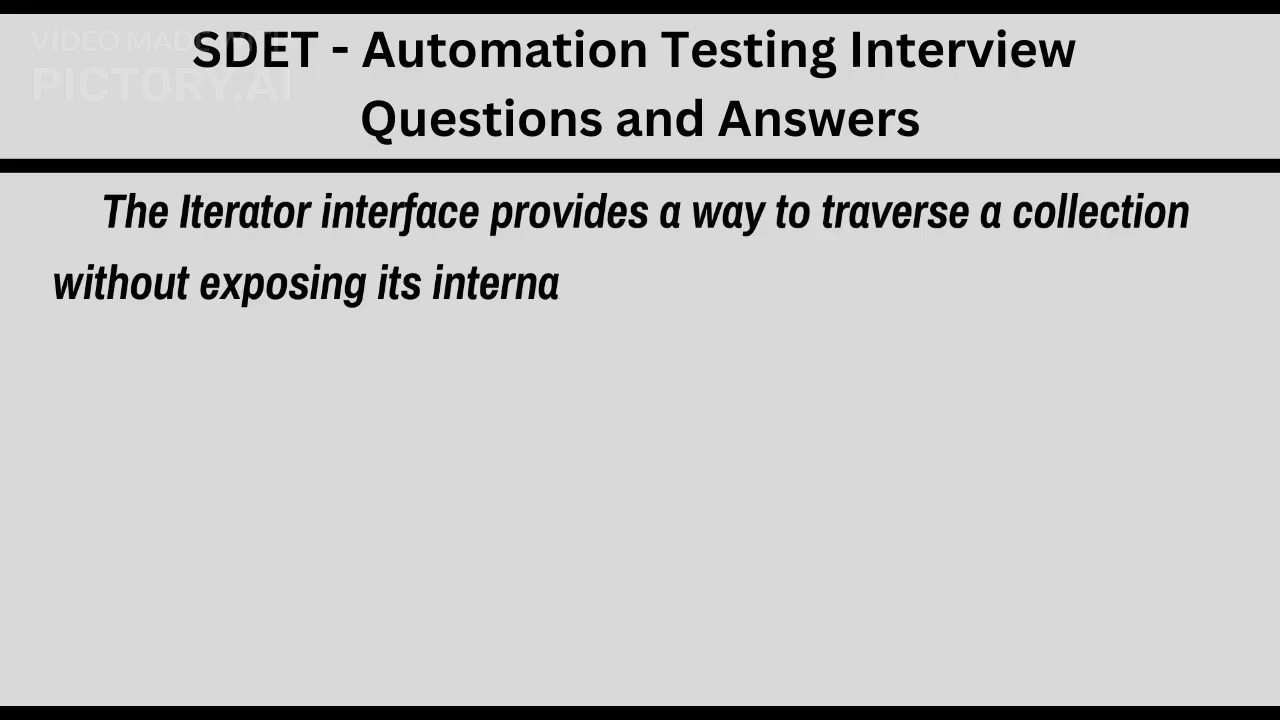 VIDEO MADE WITH
PICTORY.AI
SDET - Automation Testing Interview
Questions and Answers
The Iterator interface provides a way to traverse a collection
without exposing its interna